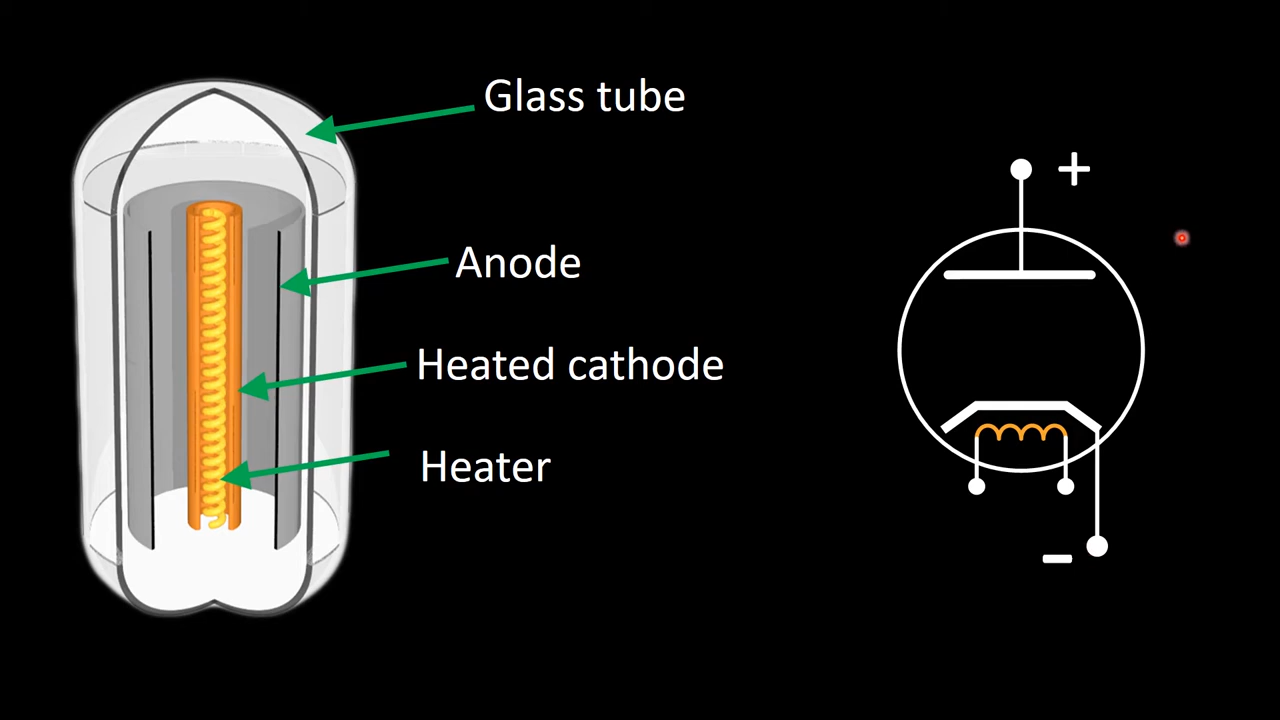 Glass tube
+
Anode
Heated cathode
Heater
-